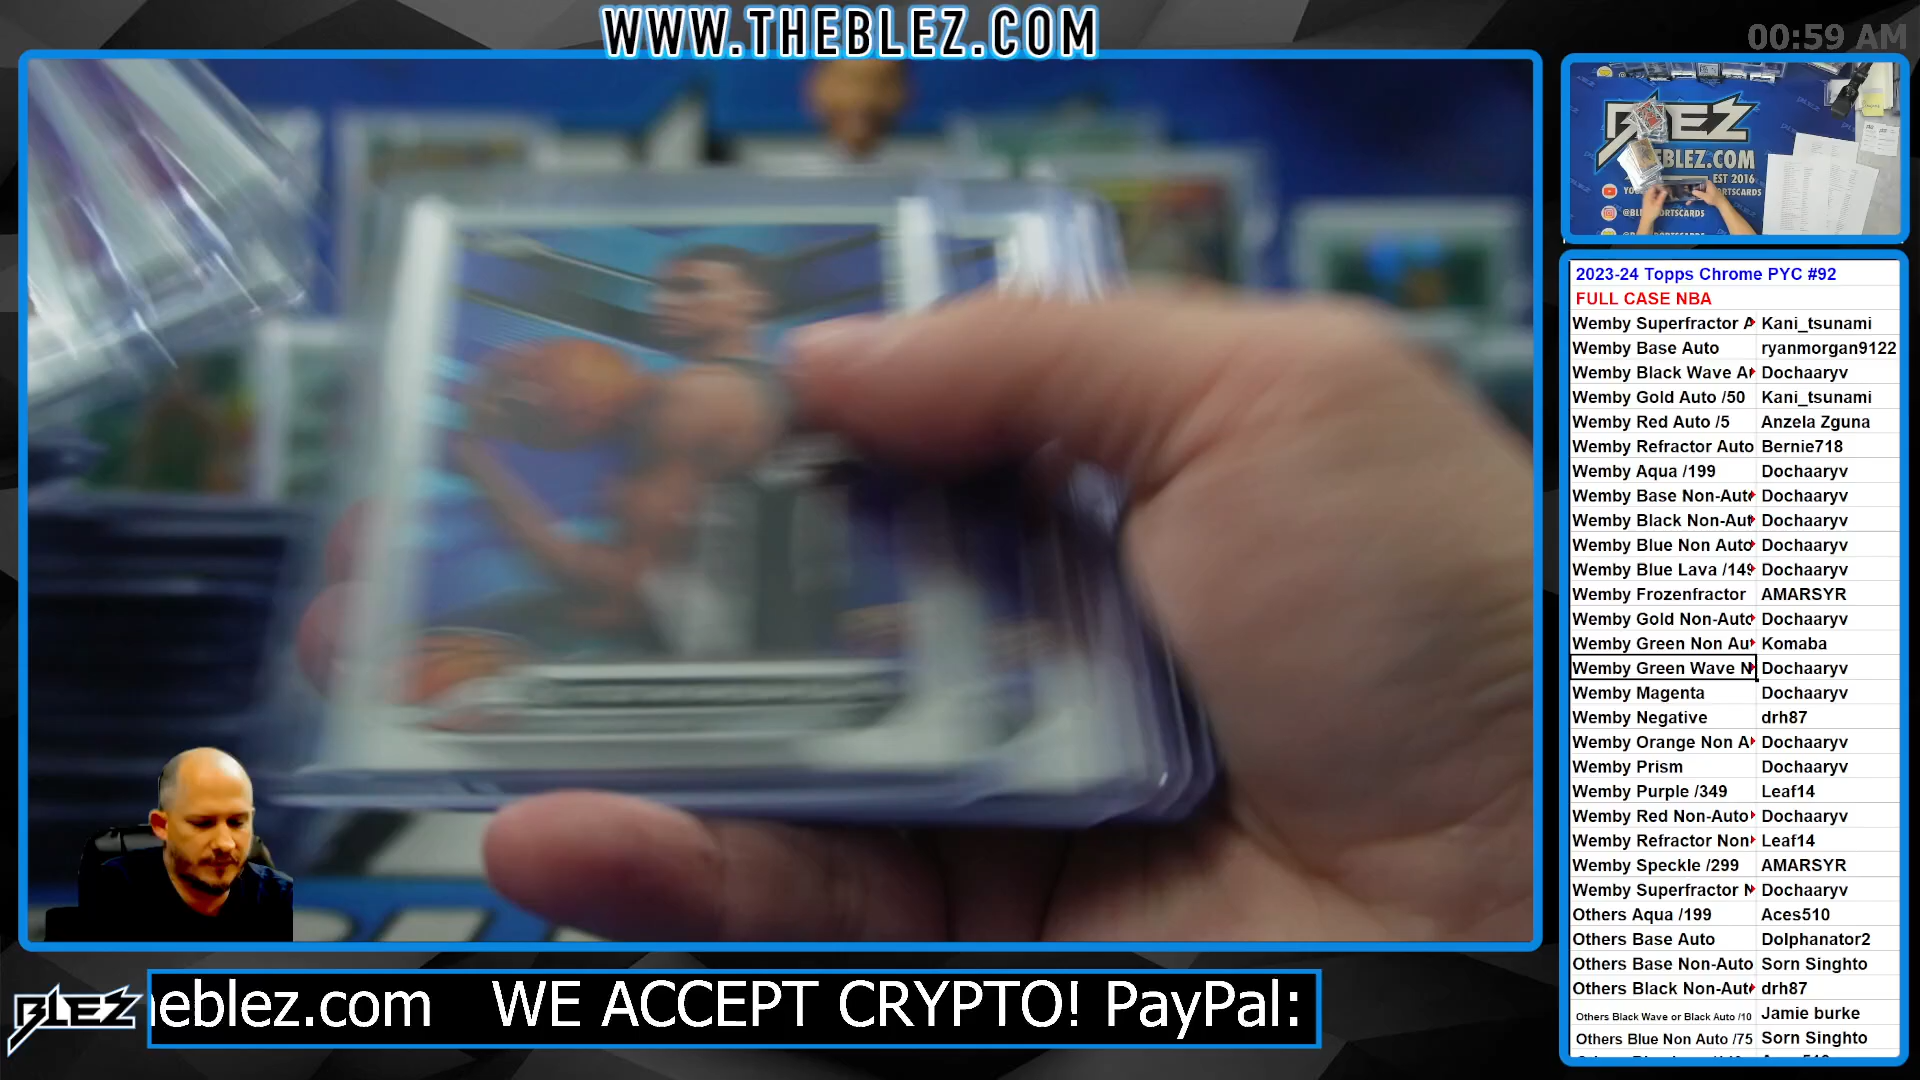 WWW.THEBLEZ.COM
00:59 AM
BLEZ
EBLEZ.COM
EST 2016
2023-24 Topps Chrome PYC #92
FULL CASE NBA
Wemby Superfractor A Kani_tsunami
Wemby Base Auto ryanmorgan9122
Wemby Black Wave A Dochaaryv
Wemby Gold Auto /50 Kani_tsunami
Wemby Red Auto /5 Anzela Zguna
Wemby Refractor Auto Bernie718
Wemby Aqua /199 Dochaaryv
Wemby Base Non-Aut Dochaaryv
Wemby Black Non-Aut Dochaaryv
Wemby Blue Non Auto Dochaaryv
Wemby Blue Lava /149 Dochaaryv
Wemby Frozenfractor AMARSYR
Wemby Gold Non-Auto Dochaaryv
Wemby Green Non Au Komaba
Wemby Green Wave N Dochaaryv
Wemby Magenta Dochaaryv
Wemby Negative drh87
Wemby Orange Non A Dochaaryv
Wemby Prism Dochaaryv
Wemby Purple /349 Leaf14
Wemby Red Non-Auto Dochaaryv
Wemby Refractor Non Leaf14
Wemby Speckle /299 AMARSYR
Wemby Superfractor N Dochaaryv
Others Aqua /199 Aces510
Others Base Auto Dolphanator2
Others Base Non-Auto Sorn Singhto
Others Black Non-Aut drh87
Others Black Wave or Black Auto /10 Jamie burke
Others Blue Non Auto /75 Sorn Singhto
BLEZ
eblez.com WE ACCEPT CRYPTO! PayPal: